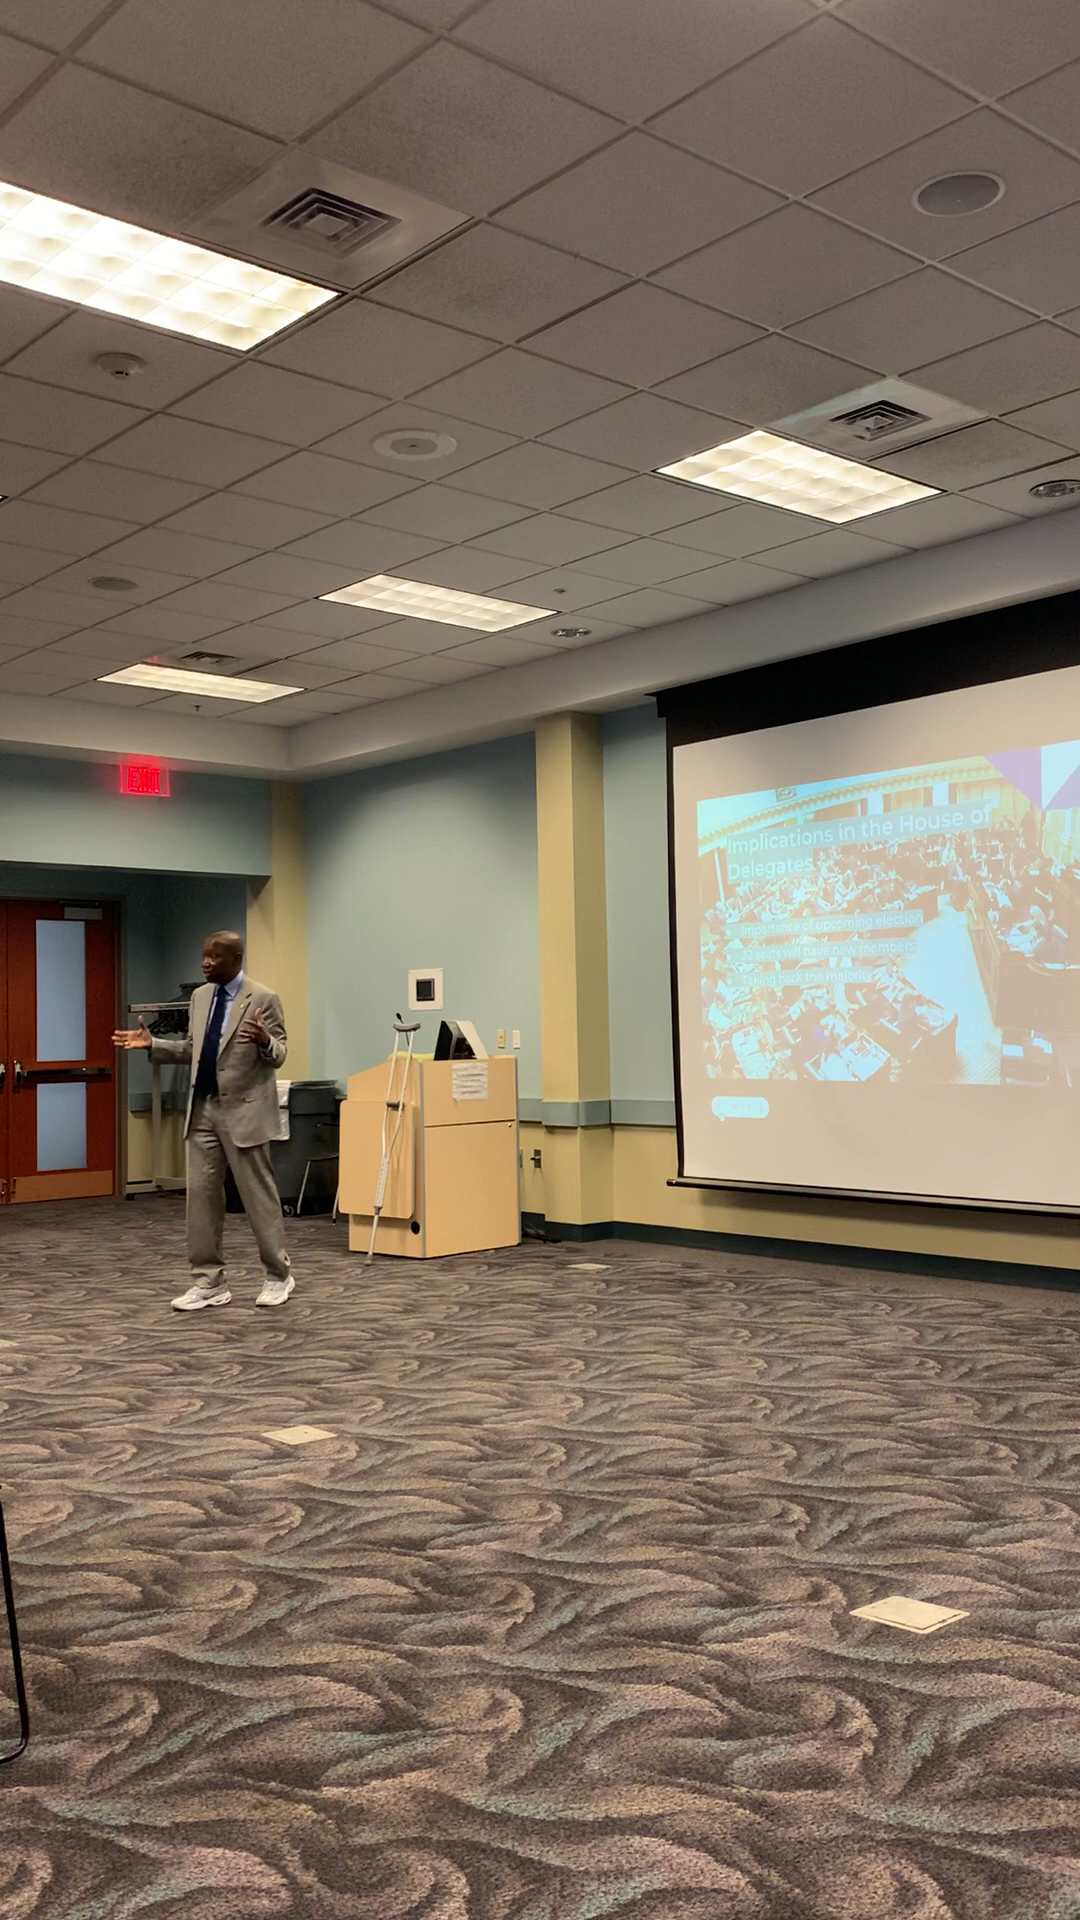 EXIT
Implications in the House of
Delegates
Importance of upcoming election
32 seats will have new members
Taking back the majority